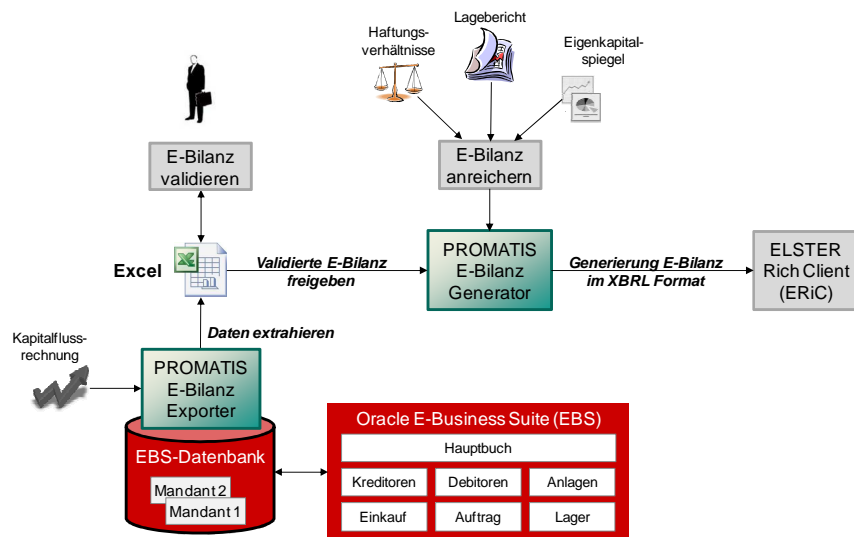 Lagebericht
Haftungs-
verhältnisse
Eigenkapital-
spiegel
E-Bilanz
validieren
E-Bilanz
anreichern
Excel
Validierte E-Bilanz
freigeben
PROMATIS
E-Bilanz
Generator
Generierung E-Bilanz
im XBRL Format
ELSTER
Rich Client
(ERiC)
Daten extrahieren
Kapitalfluss-
rechnung
PROMATIS
E-Bilanz
Exporter
EBS-Datenbank
Mandant 2
Mandant 1
Oracle E-Business Suite (EBS)
Hauptbuch
Kreditoren
Debitoren
Anlagen
Einkauf
Auftrag
Lager